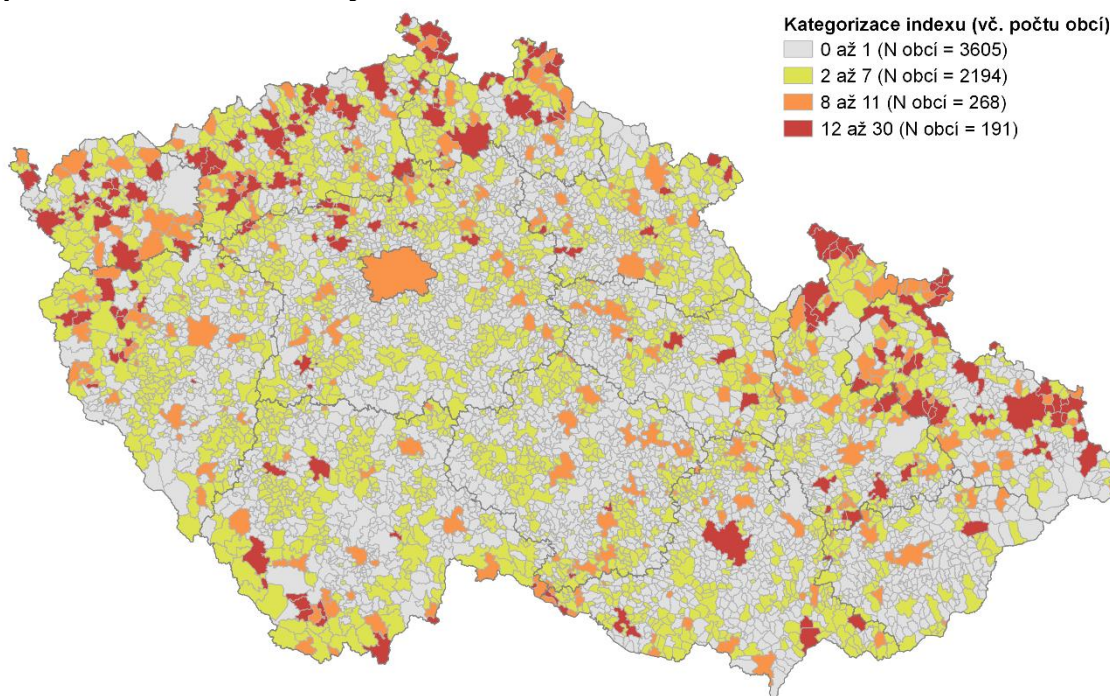 Kategorizace indexu (vč. počtu obcí)
0 až 1 (N obcí = 3605)
2 až 7 (N obcí = 2194)
8 až 11 (N obcí = 268)
12 až 30 (N obcí = 191)